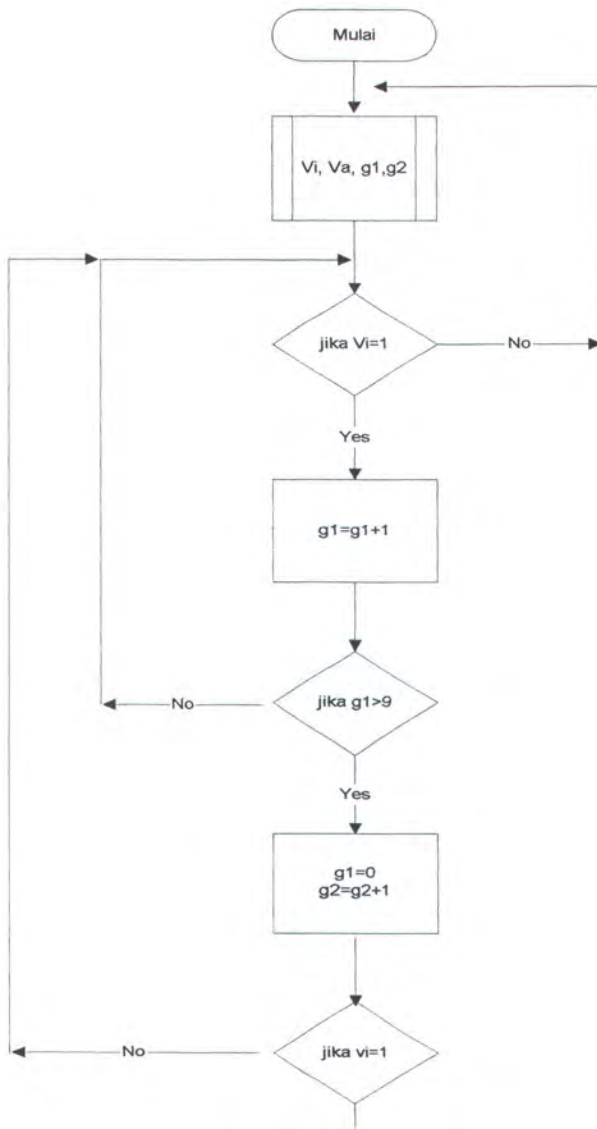 Mulai
Vi, Va, g1,g2
jika Vi=1
No
Yes
g1=g1+1
jika g1>9
No
Yes
g1=0
g2=g2+1
jika vi=1
No